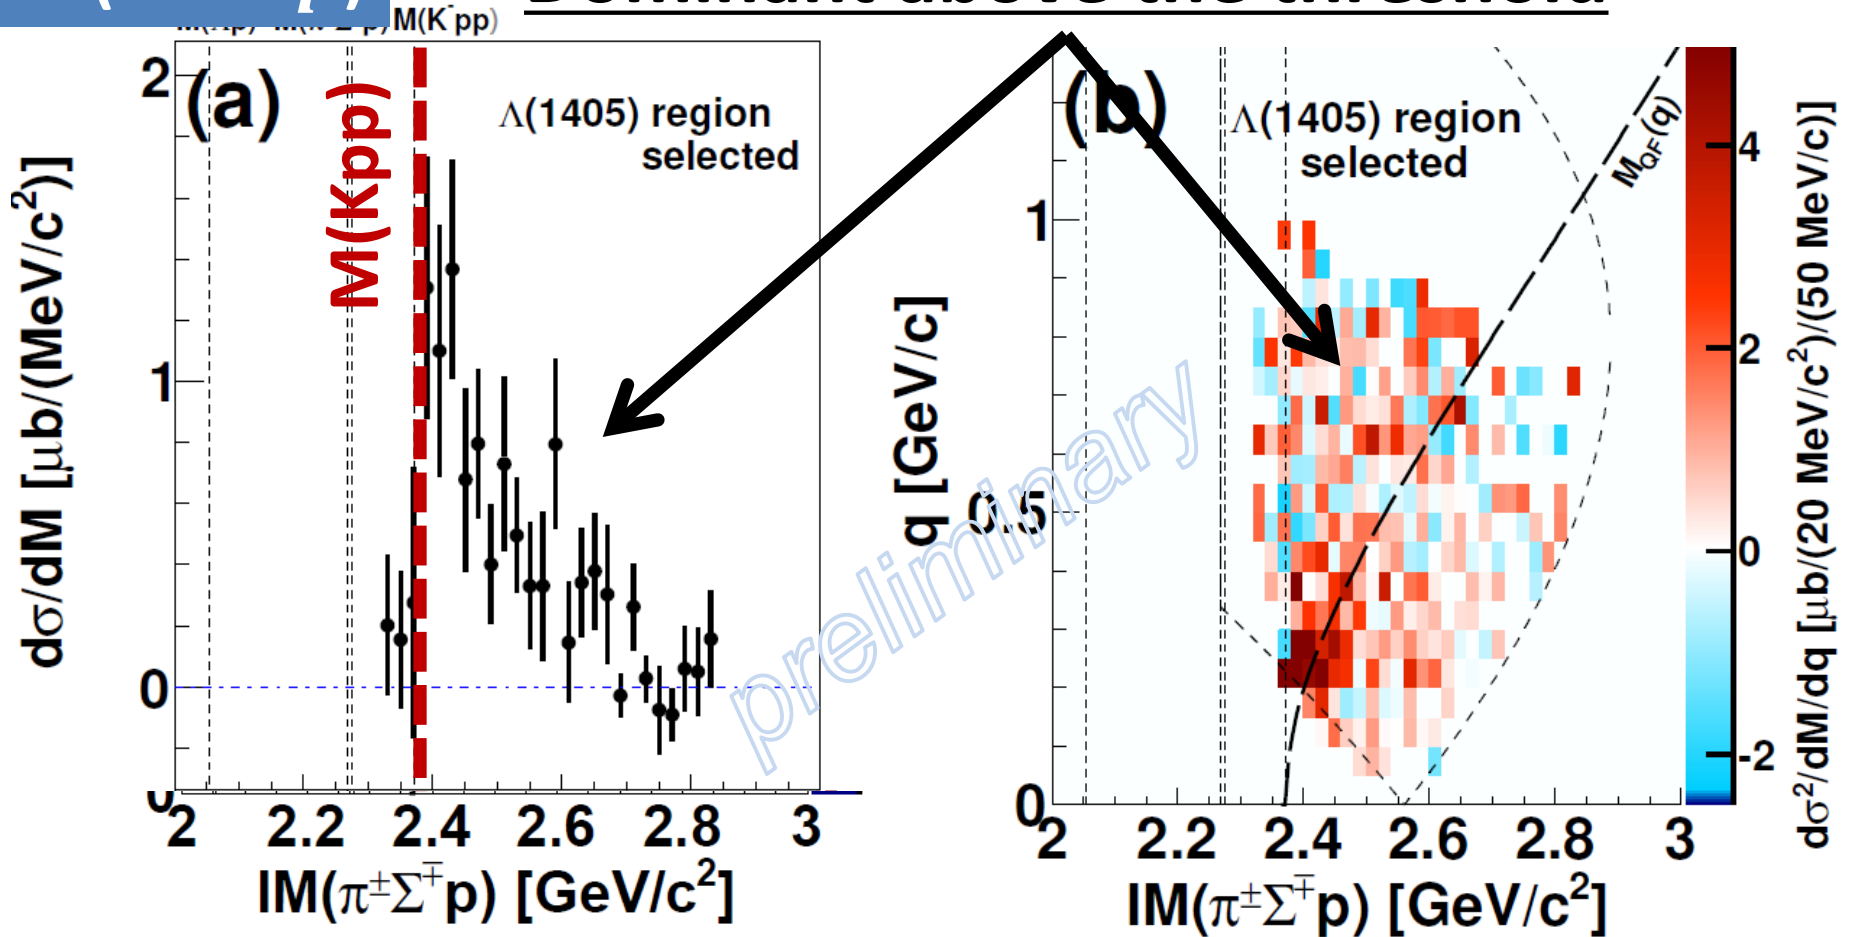 Dominant above the threshold
M(K⁻pp)
(a)
Λ(1405) region
selected
M(Kpp)
2
1
0
0
2 2.2 2.4 2.6 2.8 3
IM(π±Σ∓p) [GeV/c²]
dσ/dM [μb/(MeV/c²)]
(b)
Λ(1405) region
selected
M_QF(q)
1
0.5
0
2 2.2 2.4 2.6 2.8 3
IM(π±Σ∓p) [GeV/c²]
q [GeV/c]
4
2
0
-2
dσ²/dM/dq [μb/(20 MeV/c²)/(50 MeV/c)]
preliminary